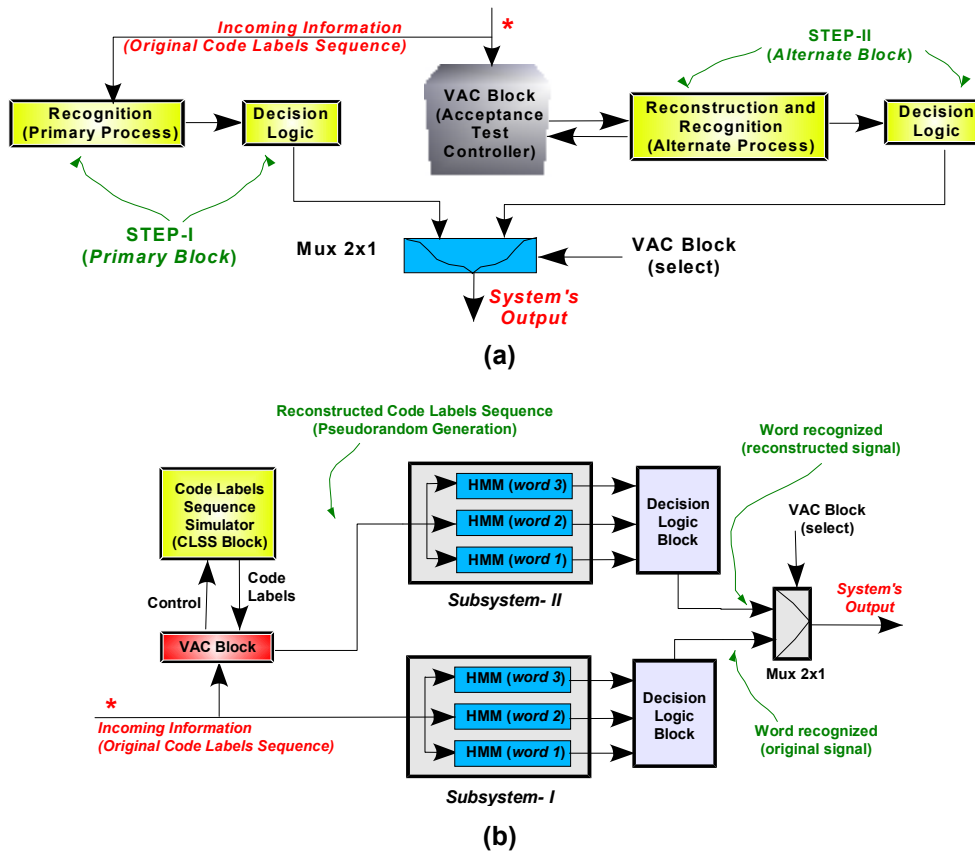 Incoming Information
(Original Code Labels Sequence)
*
STEP-II
(Alternate Block)
Recognition
(Primary Process)
Decision
Logic
VAC Block
(Acceptance
Test
Controller)
Reconstruction and
Recognition
(Alternate Process)
Decision
Logic
STEP-I
(Primary Block)
Mux 2x1
VAC Block
(select)
System's
Output
(a)
Reconstructed Code Labels Sequence
(Pseudorandom Generation)
Word recognized
(reconstructed signal)
Code Labels
Sequence
Simulator
(CLSS Block)
HMM (word 3)
HMM (word 2)
HMM (word 1)
Subsystem- II
Decision
Logic
Block
VAC Block
(select)
Control
Code
Labels
VAC Block
System's
Output
Mux 2x1
*
Incoming Information
(Original Code Labels Sequence)
HMM (word 3)
HMM (word 2)
HMM (word 1)
Subsystem- I
Decision
Logic
Block
Word recognized
(original signal)
(b)